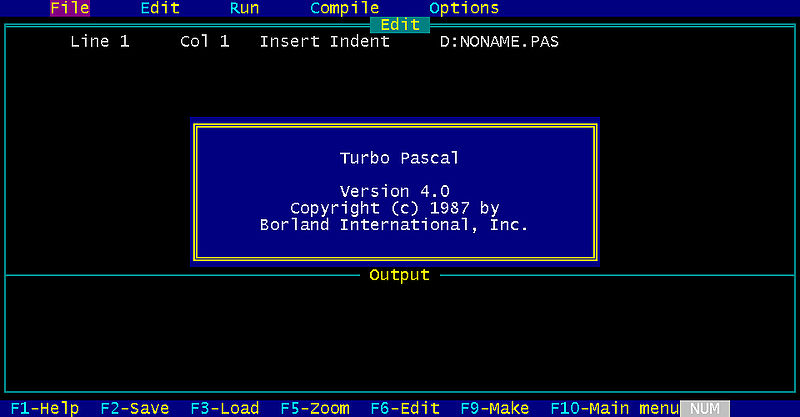 File Edit Run Compile Options
Edit
Line 1 Col 1 Insert Indent D:NONAME.PAS
Turbo Pascal
Version 4.0
Copyright (c) 1987 by
Borland International, Inc.
Output
F1-Help F2-Save F3-Load F5-Zoom F6-Edit F9-Make F10-Main menu NUM